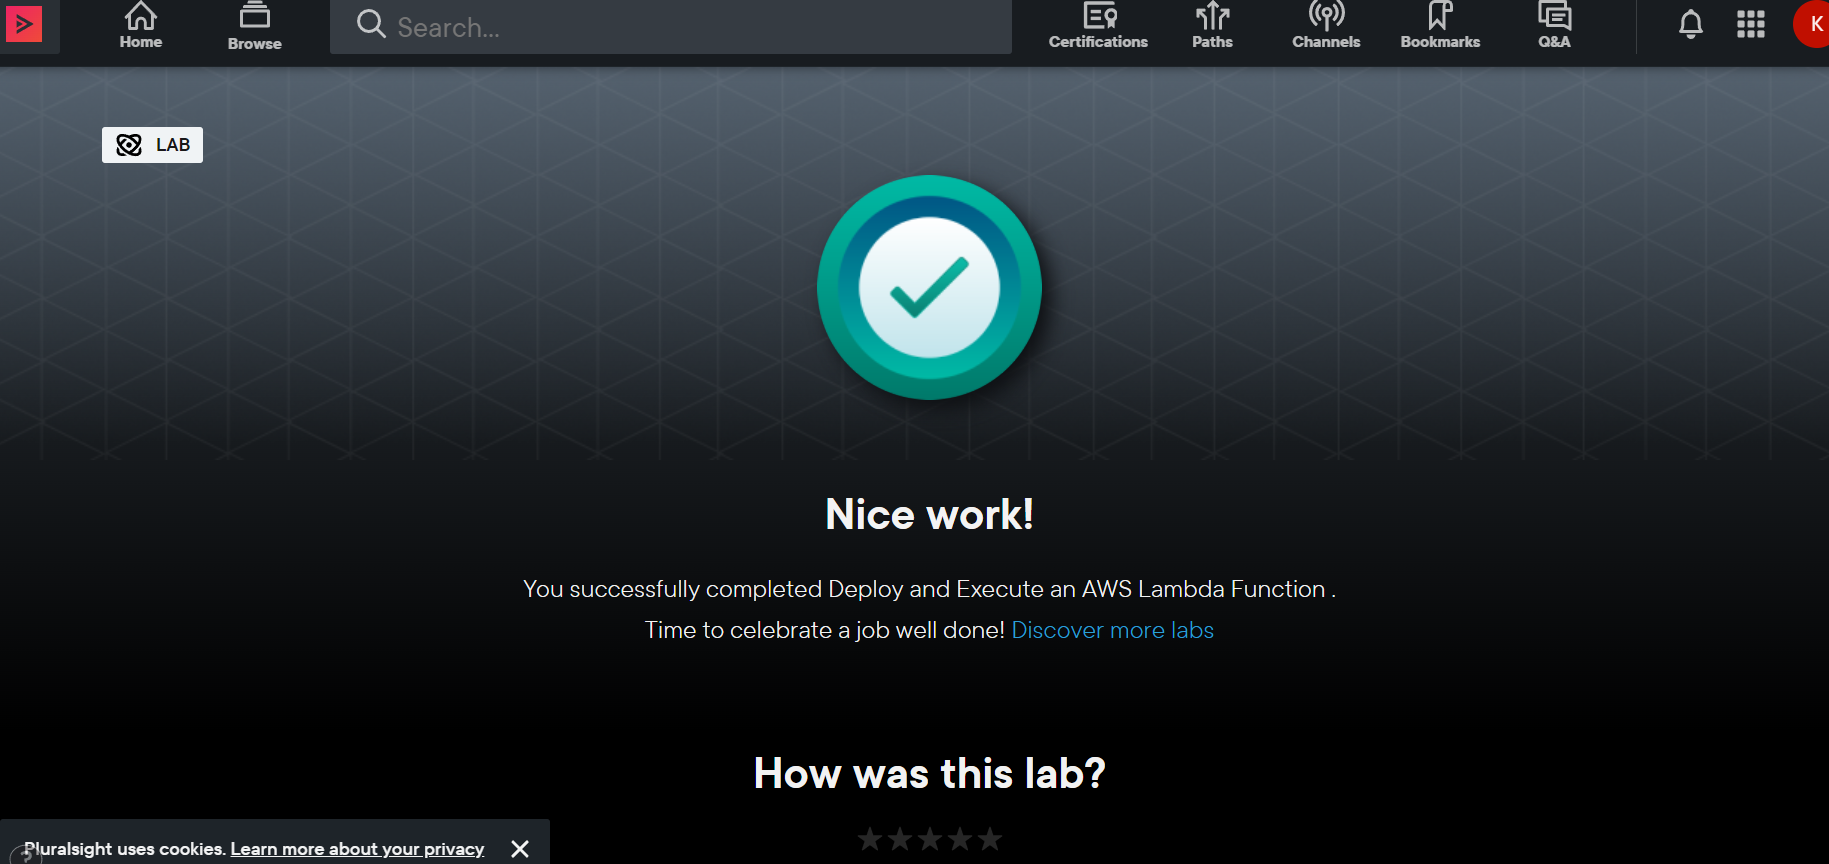 Home
Browse
Search...
Certifications
Paths
Channels
Bookmarks
Q&A
K
LAB
Nice work!
You successfully completed Deploy and Execute an AWS Lambda Function .
Time to celebrate a job well done! Discover more labs
How was this lab?
Pluralsight uses cookies. Learn more about your privacy